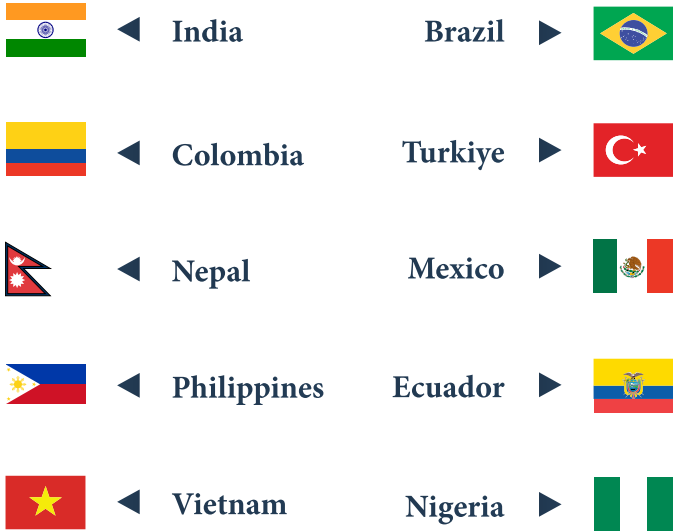 India
Brazil
Colombia
Turkiye
Nepal
Mexico
Philippines
Ecuador
Vietnam
Nigeria